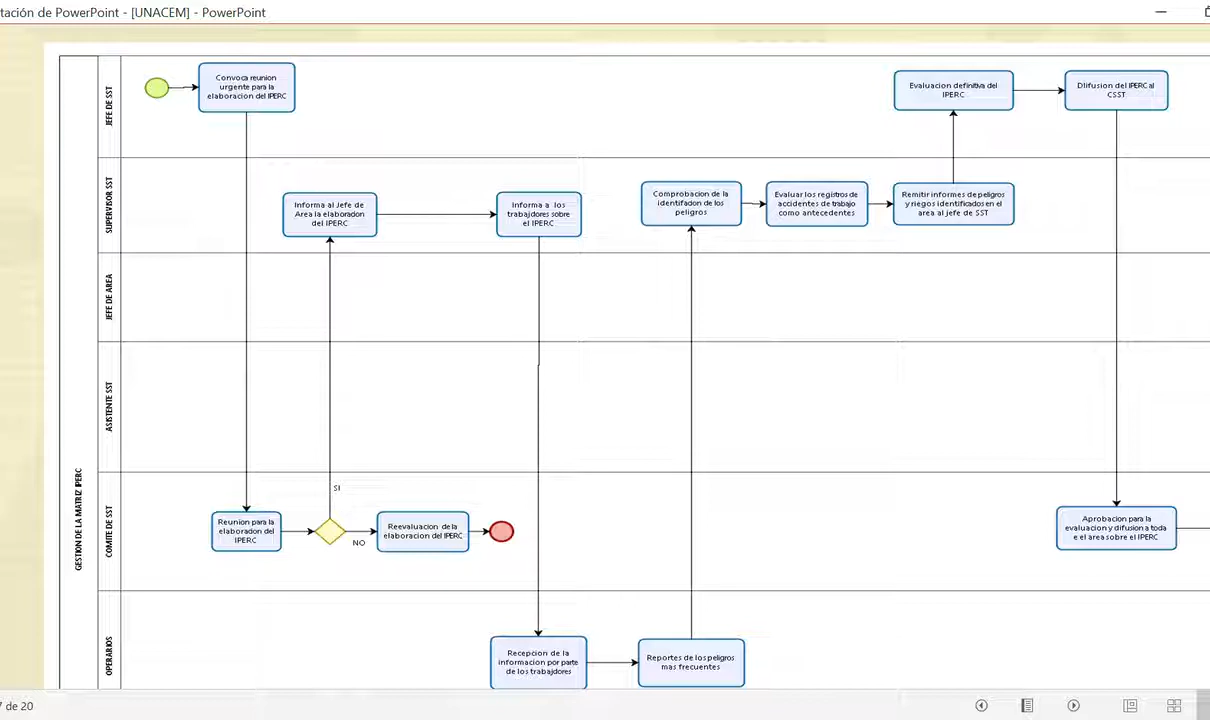 tación de PowerPoint - [UNACEM] - PowerPoint
GESTION DE LA MATRIZ IPERC
JEFE DE SST
Convoca reunion
urgente para la
elaboracion del IPERC
Evaluacion definitiva del
IPERC
Dlifusion del IPERC al
CSST
SUPERVISOR SST
Informa al Jefe de
Area la elaboradon
del IPERC
Informa a los
trabajdores sobre
el IPERC
Comprobacion de la
identifadon de los
peligros
Evaluar los registros de
accidentes de trabajo
como antecedentes
Remitir informes de peligros
y riegos identificados en el
area al jefe de SST
JEFE DE AREA
ASISTENTE SST
COMITE DE SST
Reunion para la
elaboradon del
IPERC
SI
NO
Reevaluacion de la
elaboracion del IPERC
Aprobacion para la
evaluacion y difusion a toda
e el area sobre el IPERC
OPERARIOS
Recepcion de la
informacion por parte
de los trabajdores
Reportes de los peligros
mas frecuentes
7 de 20